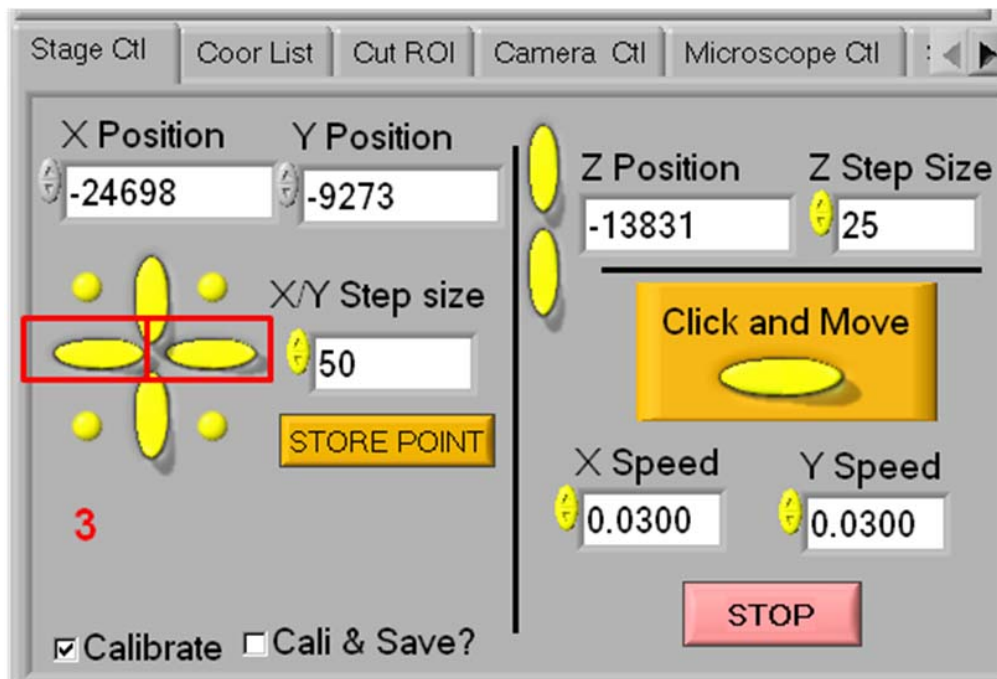 Stage Ctl Coor List Cut ROI Camera Ctl Microscope Ctl
X Position Y Position
-24698 -9273
X/Y Step size
50
STORE POINT
3
Calibrate Cali & Save?
Z Position Z Step Size
-13831 25
Click and Move
X Speed Y Speed
0.0300 0.0300
STOP